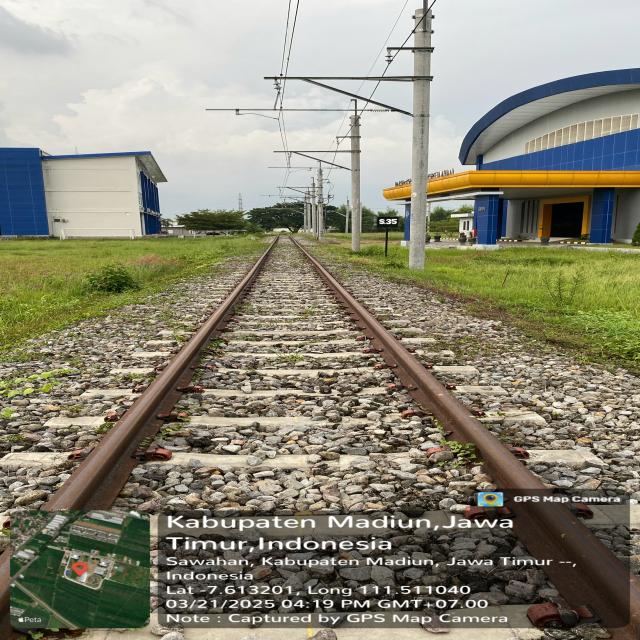 S.35
GPS Map Camera
Kabupaten Madiun,Jawa
Timur,Indonesia
Sawahan, Kabupaten Madiun, Jawa Timur --,
Indonesia
Lat -7.613201, Long 111.511040
03/21/2025 04:19 PM GMT+07.00
Note : Captured by GPS Map Camera
Peta